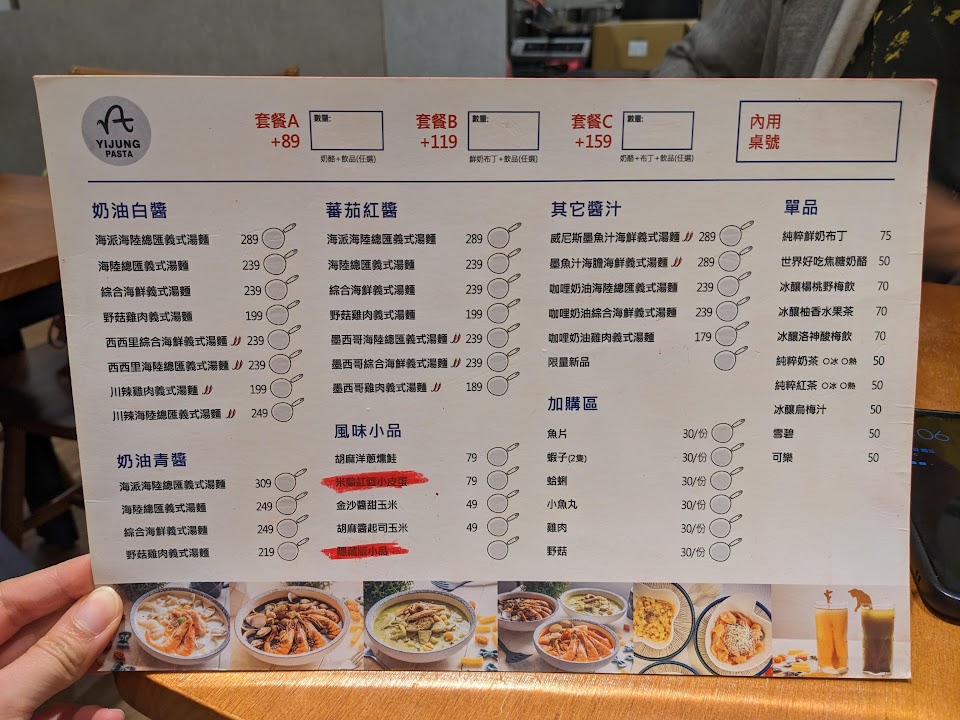 YIJUNG
PASTA
套餐A
+89
數量:
奶酪+飲品(任選)
套餐B
+119
數量:
鮮奶布丁+飲品(任選)
套餐C
+159
數量:
奶酪+布丁+飲品(任選)
內用
桌號
奶油白醬
海派海陸總匯義式湯麵 289
海陸總匯義式湯麵 239
綜合海鮮義式湯麵 239
野菇雞肉義式湯麵 199
西西里綜合海鮮義式湯麵 239
西西里海陸總匯義式湯麵 239
川辣雞肉義式湯麵 199
川辣海陸總匯義式湯麵 249
奶油青醬
海派海陸總匯義式湯麵 309
海陸總匯義式湯麵 249
綜合海鮮義式湯麵 249
野菇雞肉義式湯麵 219
蕃茄紅醬
海派海陸總匯義式湯麵 289
海陸總匯義式湯麵 239
綜合海鮮義式湯麵 239
野菇雞肉義式湯麵 199
墨西哥海陸總匯義式湯麵 239
墨西哥綜合海鮮義式湯麵 239
墨西哥雞肉義式湯麵 189
風味小品
胡麻洋蔥燻鮭 79
米蘭紅醬小皮蛋 79
金沙醬甜玉米 49
胡麻醬起司玉米 49
隱藏版小品
其它醬汁
威尼斯墨魚汁海鮮義式湯麵 289
墨魚汁海膽海鮮義式湯麵 289
咖哩奶油海陸總匯義式湯麵 239
咖哩奶油綜合海鮮義式湯麵 239
咖哩奶油雞肉義式湯麵 179
限量新品
加購區
魚片 30/份
蝦子(2隻) 30/份
蛤蜊 30/份
小魚丸 30/份
雞肉 30/份
野菇 30/份
單品
純粹鮮奶布丁 75
世界好吃焦糖奶酪 50
冰釀楊桃野梅飲 70
冰釀柚香水果茶 70
冰釀洛神酸梅飲 70
純粹奶茶 ○冰 ○熱 50
純粹紅茶 ○冰 ○熱 50
冰釀烏梅汁 50
雪碧 50
可樂 50